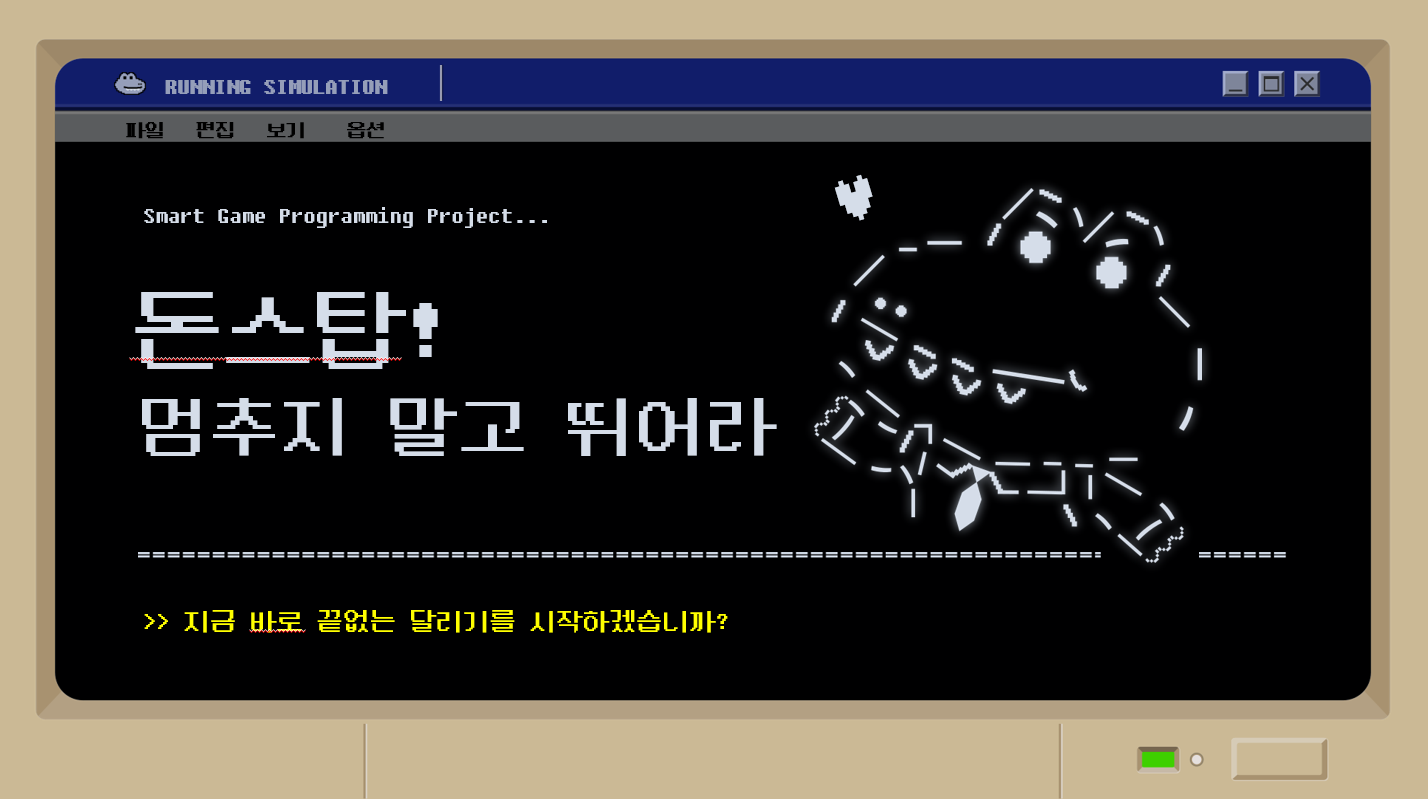 RUNNING SIMULATION
파일 편집 보기 옵션
Smart Game Programming Project...
돈스탑!
멈추지 말고 뛰어라
>> 지금 바로 끝없는 달리기를 시작하겠습니까?